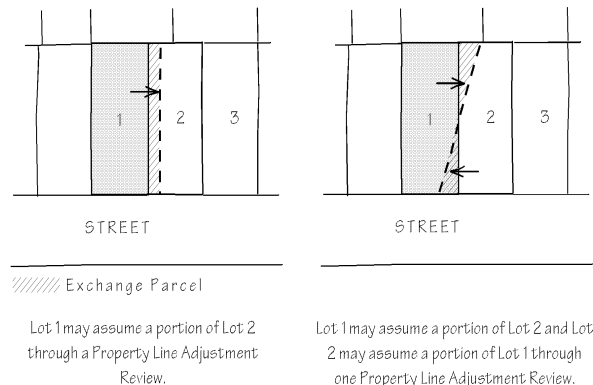 1
2
3
1
2
3
STREET
STREET
Exchange Parcel
Lot 1 may assume a portion of Lot 2
through a Property Line Adjustment
Review.
Lot 1 may assume a portion of Lot 2 and Lot
2 may assume a portion of Lot 1 through
one Property Line Adjustment Review.